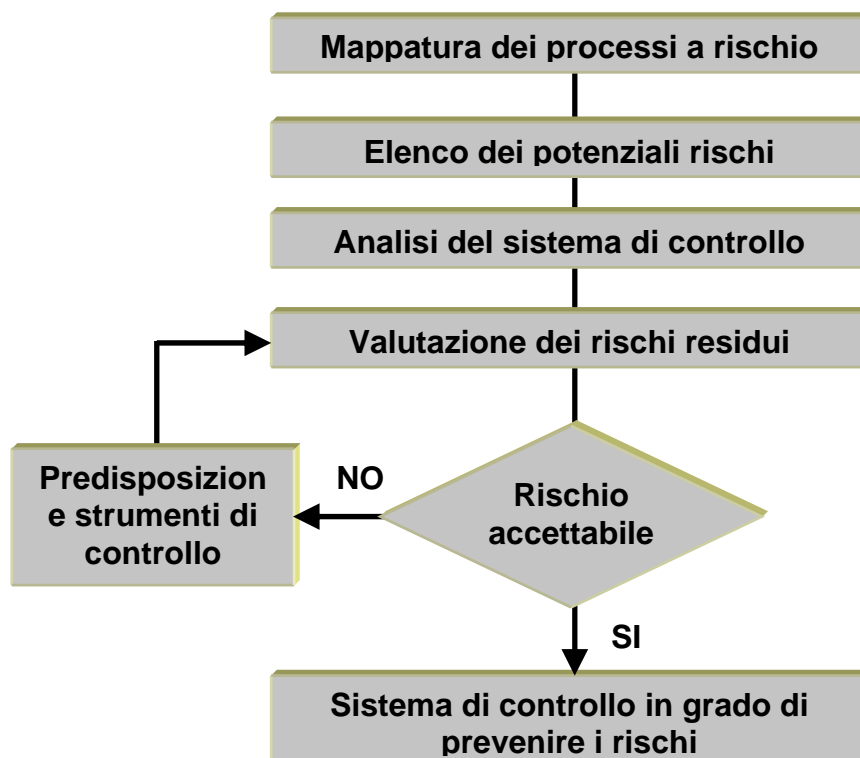 Mappatura dei processi a rischio
Elenco dei potenziali rischi
Analisi del sistema di controllo
Valutazione dei rischi residui
Predisposizion
e strumenti di
controllo
NO
Rischio
accettabile
SI
Sistema di controllo in grado di
prevenire i rischi